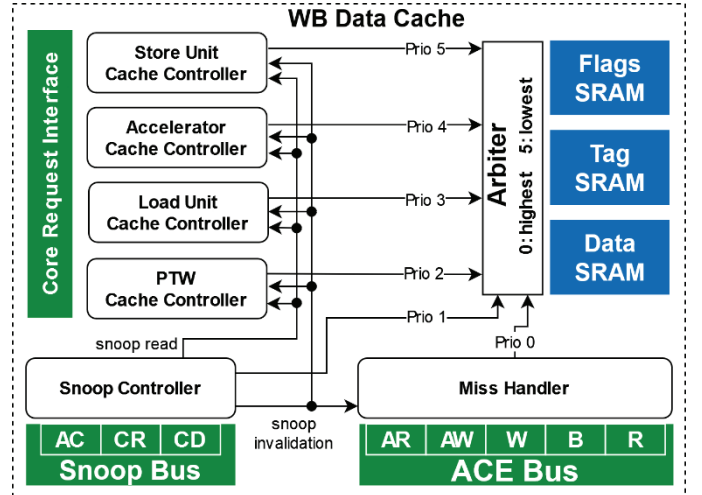 WB Data Cache
Core Request Interface
Store Unit
Cache Controller
Accelerator
Cache Controller
Load Unit
Cache Controller
PTW
Cache Controller
Prio 5
Prio 4
Prio 3
Prio 2
Prio 1
Prio 0
Arbiter
0: highest 5: lowest
Flags
SRAM
Tag
SRAM
Data
SRAM
snoop read
Snoop Controller
snoop
invalidation
Miss Handler
AC CR CD
Snoop Bus
AR AW W B R
ACE Bus